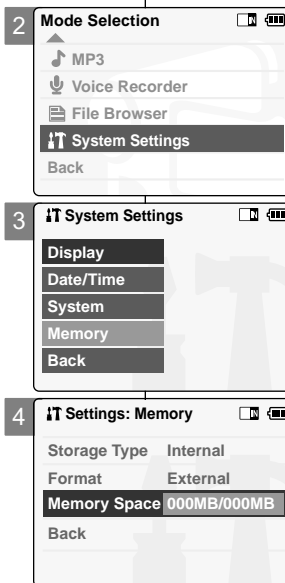 2
Mode Selection
MP3
Voice Recorder
File Browser
System Settings
Back
3
System Settings
Display
Date/Time
System
Memory
Back
4
Settings: Memory
Storage Type Internal
Format External
Memory Space 000MB/000MB
Back